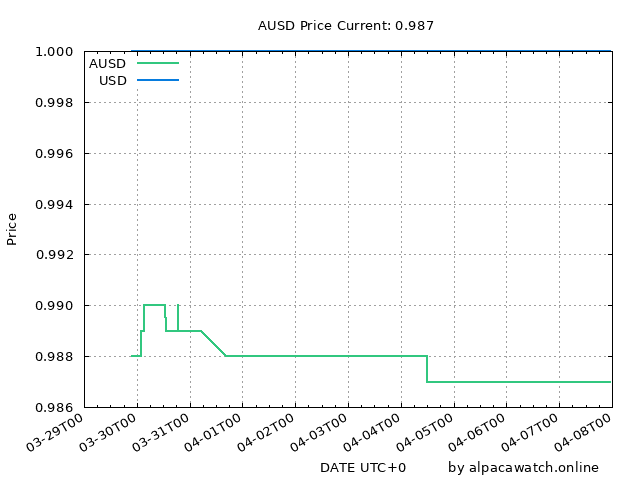 AUSD Price Current: 0.987
1.000
AUSD
USD
0.998
0.996
0.994
Price
0.992
0.990
0.988
0.986
03-29T00 03-30T00 03-31T00 04-01T00 04-02T00 04-03T00 04-04T00 04-05T00 04-06T00 04-07T00 04-08T00
DATE UTC+0 by alpacawatch.online